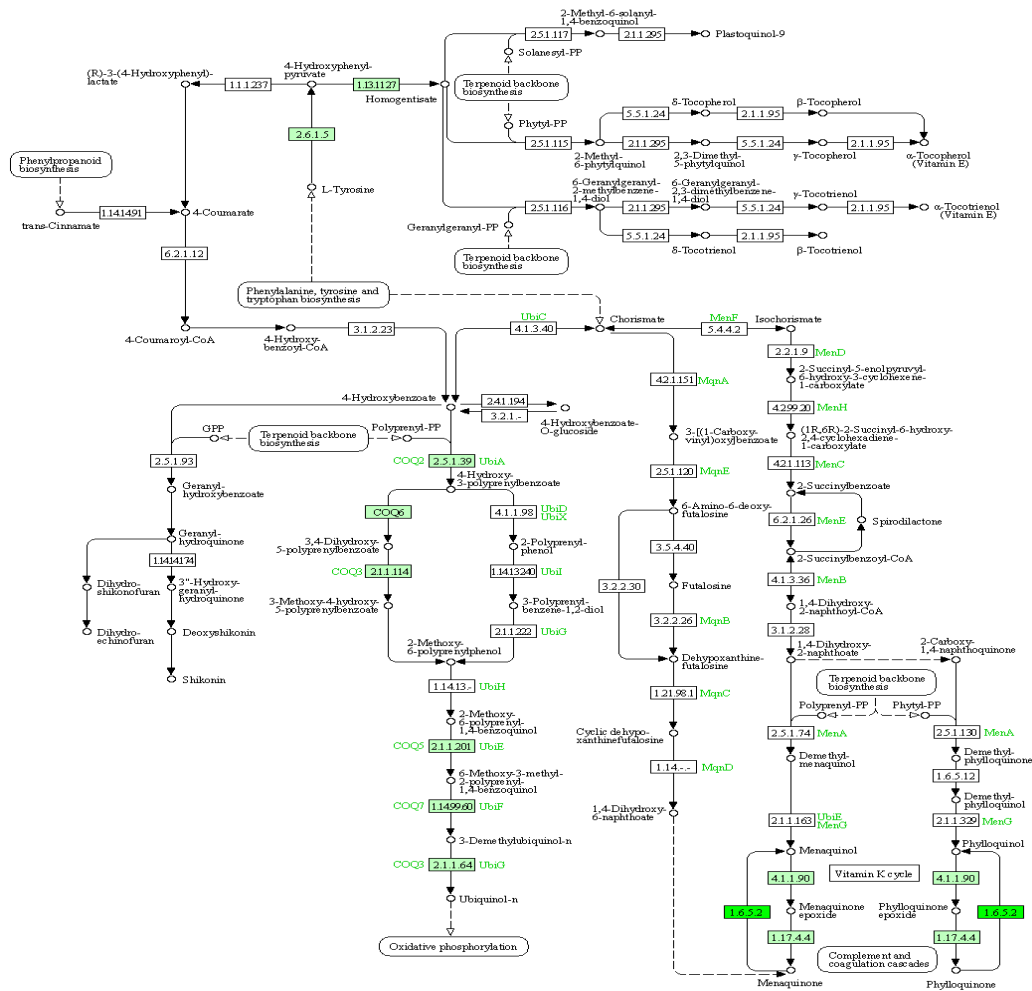 2-Methyl-6-solanyl-
1,4-benzoquinol
2.5.1.117
2.1.1.295
Plastoquinol-9
Solanesyl-PP
(R)-3-(4-Hydroxyphenyl)-
lactate
1.1.1.237
4-Hydroxyphenyl-
pyruvate
1.13.11.27
Homogentisate
Terpenoid backbone
biosynthesis
2.6.1.5
Phytyl-PP
δ-Tocopherol
β-Tocopherol
5.5.1.24
2.1.1.95
2.5.1.115
2.1.1.295
5.5.1.24
2.1.1.95
2-Methyl-
6-phytylquinol
2,3-Dimethyl-
5-phytylquinol
γ-Tocopherol
α-Tocopherol
(Vitamin E)
Phenylpropanoid
biosynthesis
L-Tyrosine
6-Geranylgeranyl-
2-methylbenzene-
1,4-diol
6-Geranylgeranyl-
2,3-dimethylbenzene-
1,4-diol
γ-Tocotrienol
1.14.14.91
4-Coumarate
trans-Cinnamate
2.5.1.116
2.1.1.295
5.5.1.24
2.1.1.95
α-Tocotrienol
(Vitamin E)
Geranylgeranyl-PP
5.5.1.24
2.1.1.95
δ-Tocotrienol
β-Tocotrienol
6.2.1.12
Terpenoid backbone
biosynthesis
Phenylalanine, tyrosine and
tryptophan biosynthesis
UbiC
Chorismate
MenF
Isochorismate
4-Coumaroyl-CoA
4-Hydroxy-
benzoyl-CoA
3.1.2.23
4.1.3.40
5.4.4.2
2.2.1.9
MenD
2-Succinyl-5-enolpyruvyl-
6-hydroxy-3-cyclohexene-
1-carboxylate
4.2.1.151
MqnA
4-Hydroxybenzoate
2.4.1.194
3.2.1.-
4-Hydroxybenzoate-
O-glucoside
4.2.99.20
MenH
GPP
Terpenoid backbone
biosynthesis
Polyprenyl-PP
3-[(1-Carboxy-
vinyl)oxy]benzoate
(1R,6R)-2-Succinyl-6-hydroxy-
2,4-cyclohexadiene-
1-carboxylate
2.5.1.93
COQ2
2.5.1.39
UbiA
2.5.1.120
MqnE
4.2.1.113
MenC
Geranyl-
hydroxybenzoate
4-Hydroxy-
3-polyprenylbenzoate
2-Succinylbenzoate
COQ6
4.1.1.98
UbiD
UbiX
6-Amino-6-deoxy-
futalosine
6.2.1.26
MenE
Spirodilactone
Geranyl-
hydroquinone
3,4-Dihydroxy-
5-polyprenylbenzoate
2-Polyprenyl-
phenol
3.5.4.40
2-Succinylbenzoyl-CoA
1.14.14.174
COQ3
2.1.1.114
1.14.13.240
UbiI
3.2.2.30
Futalosine
4.1.3.36
MenB
Dihydro-
shikonofuran
3"-Hydroxy-
geranyl-
hydroquinone
3-Methoxy-4-hydroxy-
5-polyprenylbenzoate
3-Polyprenyl-
benzene-1,2-diol
3.2.2.26
MqnB
1,4-Dihydroxy-
2-naphthoyl-CoA
Dihydro-
echinofuran
Deoxyshikonin
2.1.1.222
UbiG
3.1.2.28
2-Methoxy-
6-polyprenylphenol
Dehypoxanthine-
futalosine
1,4-Dihydroxy-
2-naphthoate
2-Carboxy-
1,4-naphthoquinone
Shikonin
1.14.13.-
UbiH
1.21.98.1
MqnC
Terpenoid backbone
biosynthesis
2-Methoxy-
6-polyprenyl-
1,4-benzoquinol
Polyprenyl-PP
Phytyl-PP
Cyclic dehypo-
xanthinefutalosine
2.5.1.74
MenA
2.5.1.130
MenA
COQ5
2.1.1.201
UbiE
Demethyl-
menaquinol
Demethyl-
phylloquinone
1.14.-.-
MqnD
1.6.5.12
6-Methoxy-3-methyl-
2-polyprenyl-
1,4-benzoquinol
Demethyl-
phylloquinol
COQ7
1.14.99.60
UbiF
1,4-Dihydroxy-
6-naphthoate
2.1.1.163
UbiE
MenG
2.1.1.329
MenG
3-Demethylubiquinol-n
Menaquinol
Phylloquinol
COQ3
2.1.1.64
UbiG
4.1.1.90
Vitamin K cycle
4.1.1.90
Ubiquinol-n
1.6.5.2
Menaquinone
epoxide
Phylloquinone
epoxide
1.6.5.2
Oxidative phosphorylation
1.17.4.4
1.17.4.4
Complement and
coagulation cascades
Menaquinone
Phylloquinone